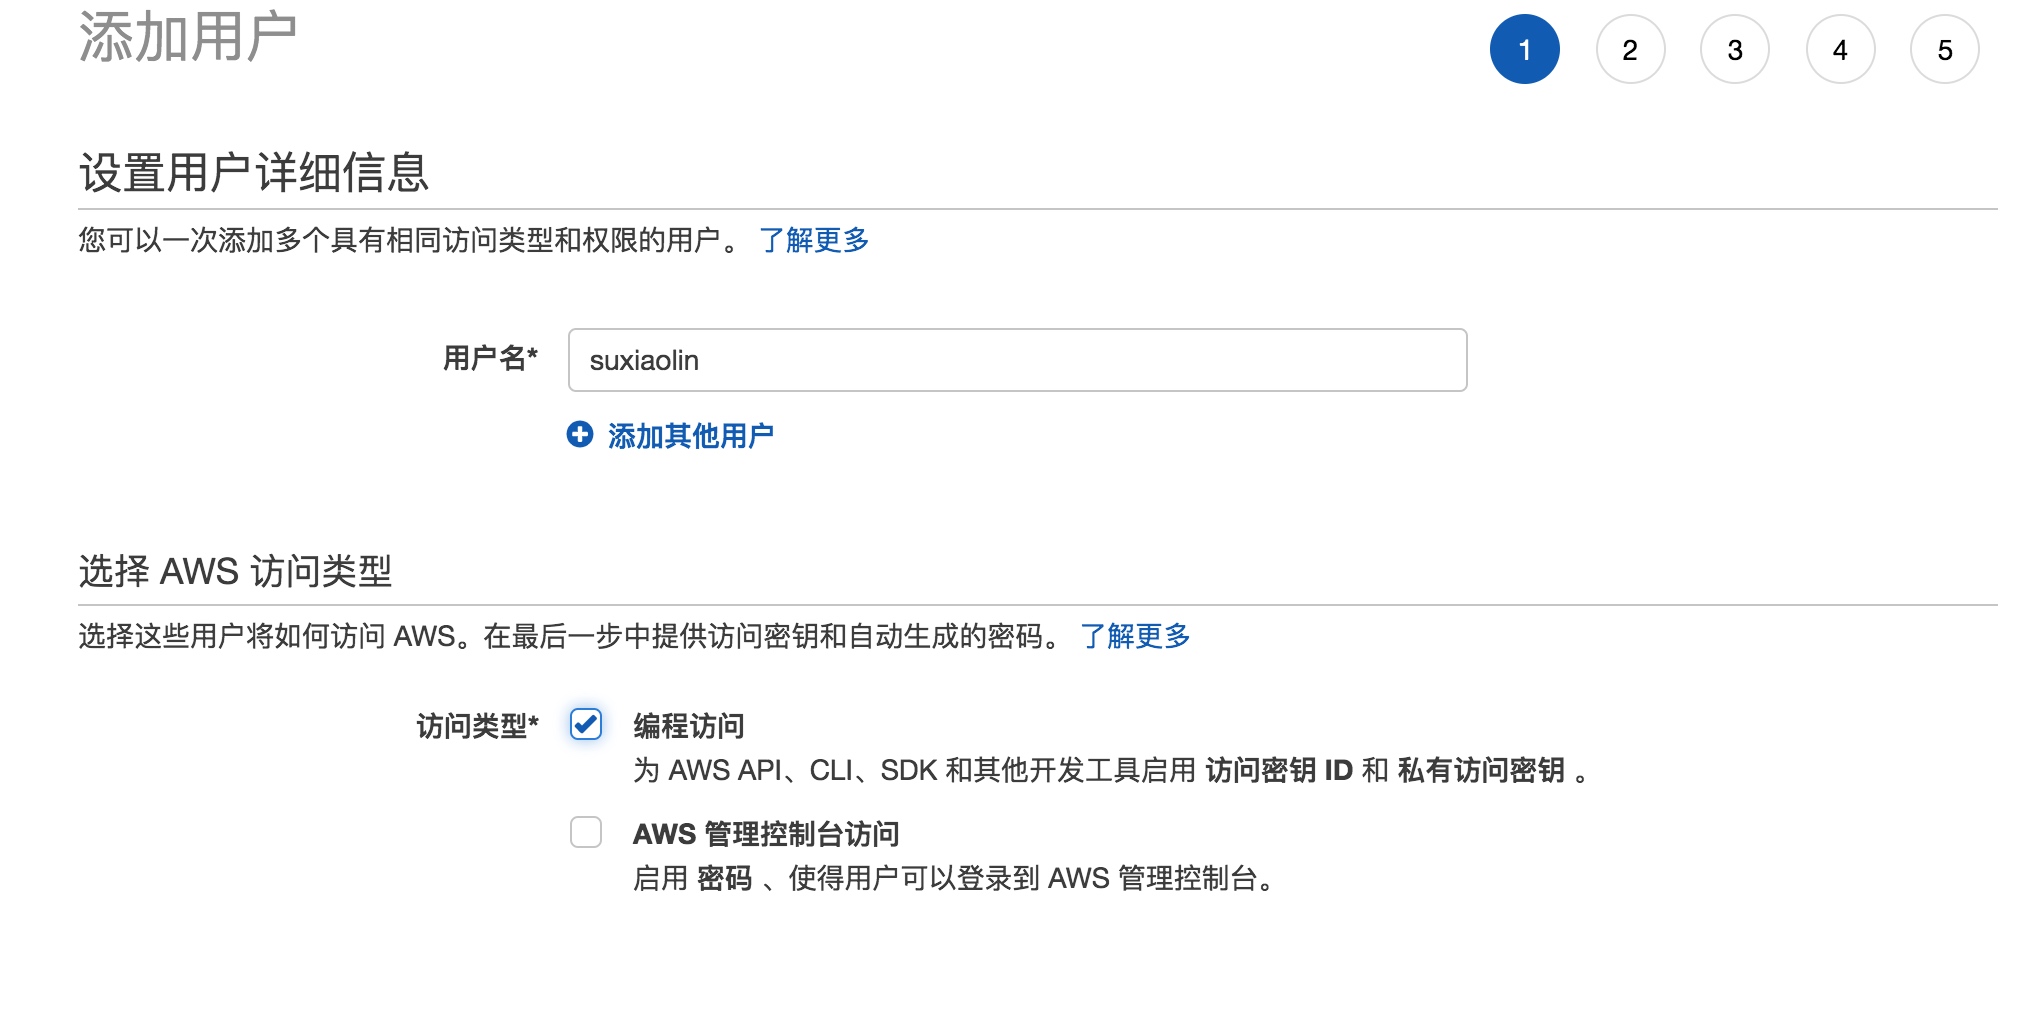 添加用户
1 2 3 4 5
设置用户详细信息
您可以一次添加多个具有相同访问类型和权限的用户。 了解更多
用户名* suxiaolin
添加其他用户
选择 AWS 访问类型
选择这些用户将如何访问 AWS。在最后一步中提供访问密钥和自动生成的密码。 了解更多
访问类型* 编程访问
为 AWS API、CLI、SDK 和其他开发工具启用 访问密钥 ID 和 私有访问密钥 。
AWS 管理控制台访问
启用 密码 、使得用户可以登录到 AWS 管理控制台。